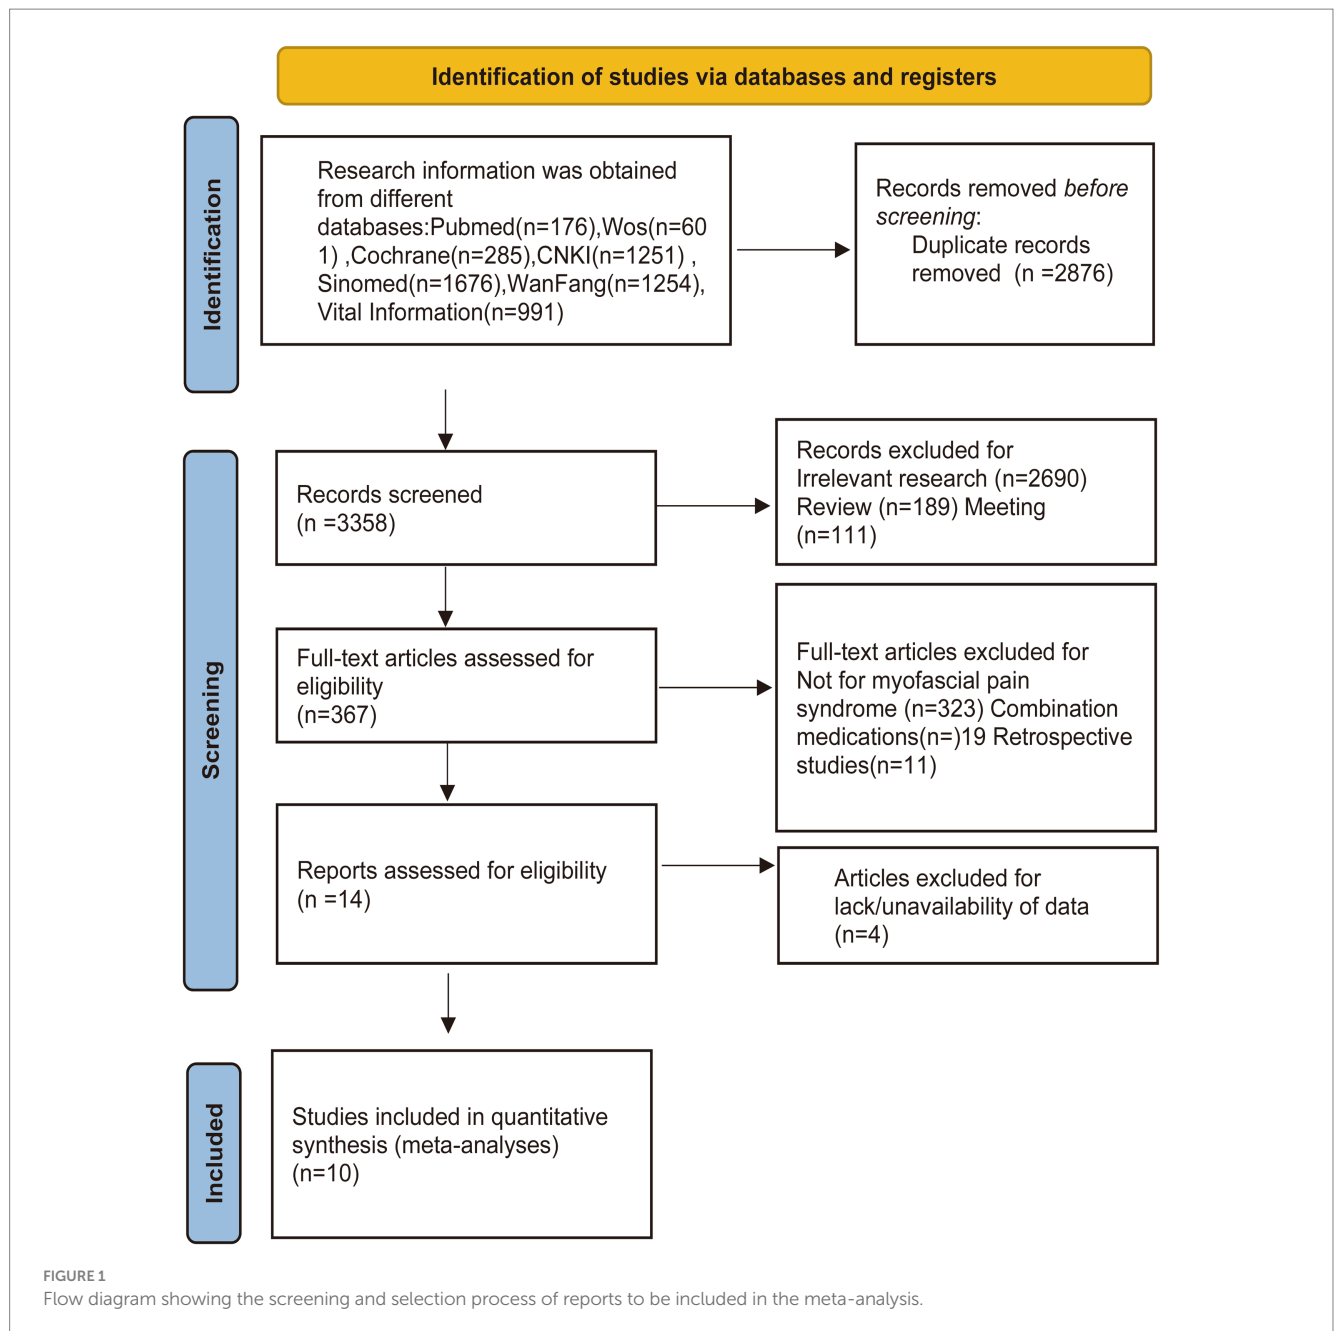 Identification of studies via databases and registers
Identification
Research information was obtained
from different
databases:Pubmed(n=176),Wos(n=60
1) ,Cochrane(n=285),CNKI(n=1251) ,
Sinomed(n=1676),WanFang(n=1254),
Vital Information(n=991)
Records removed before
screening:
Duplicate records
removed (n =2876)
Screening
Records screened
(n =3358)
Records excluded for
Irrelevant research (n=2690)
Review (n=189) Meeting
(n=111)
Full-text articles assessed for
eligibility
(n=367)
Full-text articles excluded for
Not for myofascial pain
syndrome (n=323) Combination
medications(n=)19 Retrospective
studies(n=11)
Reports assessed for eligibility
(n =14)
Articles excluded for
lack/unavailability of data
(n=4)
Included
Studies included in quantitative
synthesis (meta-analyses)
(n=10)
FIGURE 1
Flow diagram showing the screening and selection process of reports to be included in the meta-analysis.